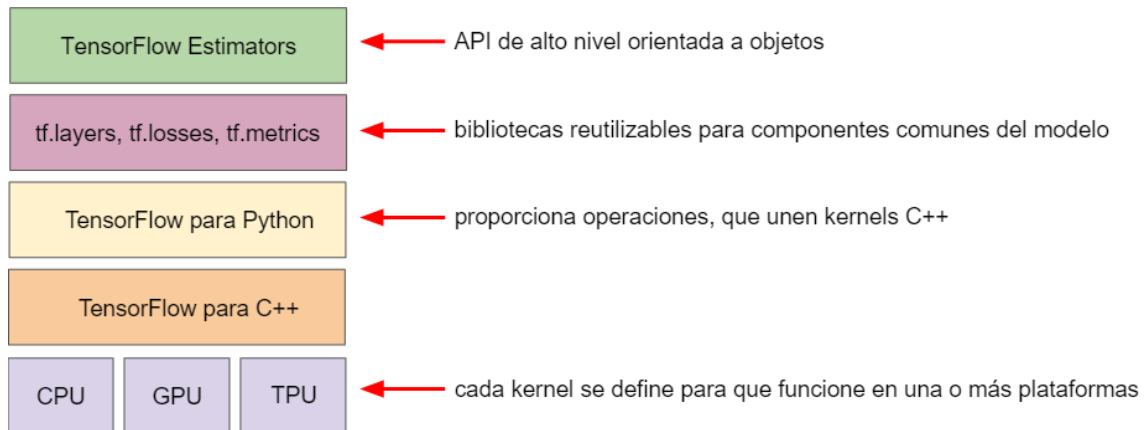 TensorFlow Estimators
API de alto nivel orientada a objetos
tf.layers, tf.losses, tf.metrics
bibliotecas reutilizables para componentes comunes del modelo
TensorFlow para Python
proporciona operaciones, que unen kernels C++
TensorFlow para C++
CPU
GPU
TPU
cada kernel se define para que funcione en una o más plataformas